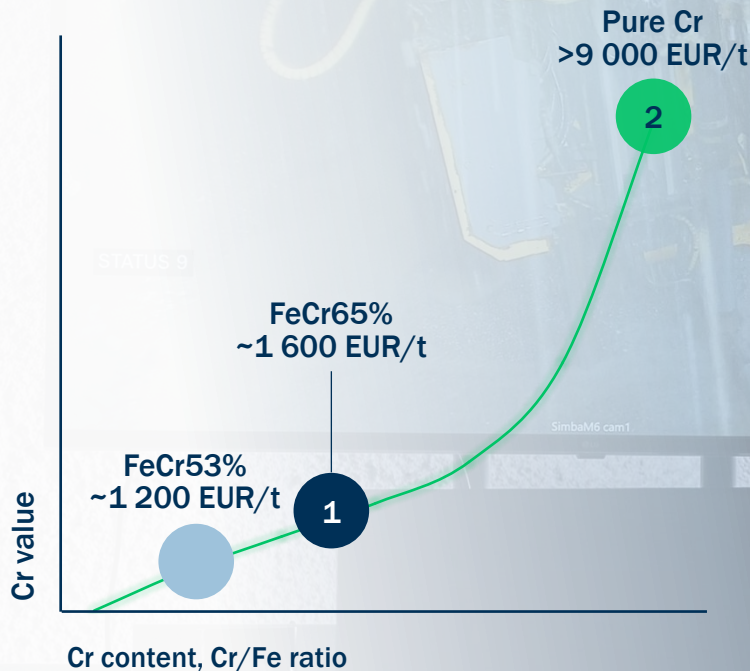 Pure Cr
>9 000 EUR/t
2
STATUS 9
FeCr65%
~1 600 EUR/t
SimbaM6 cam1
FeCr53%
~1 200 EUR/t
1
Cr value
Cr content, Cr/Fe ratio